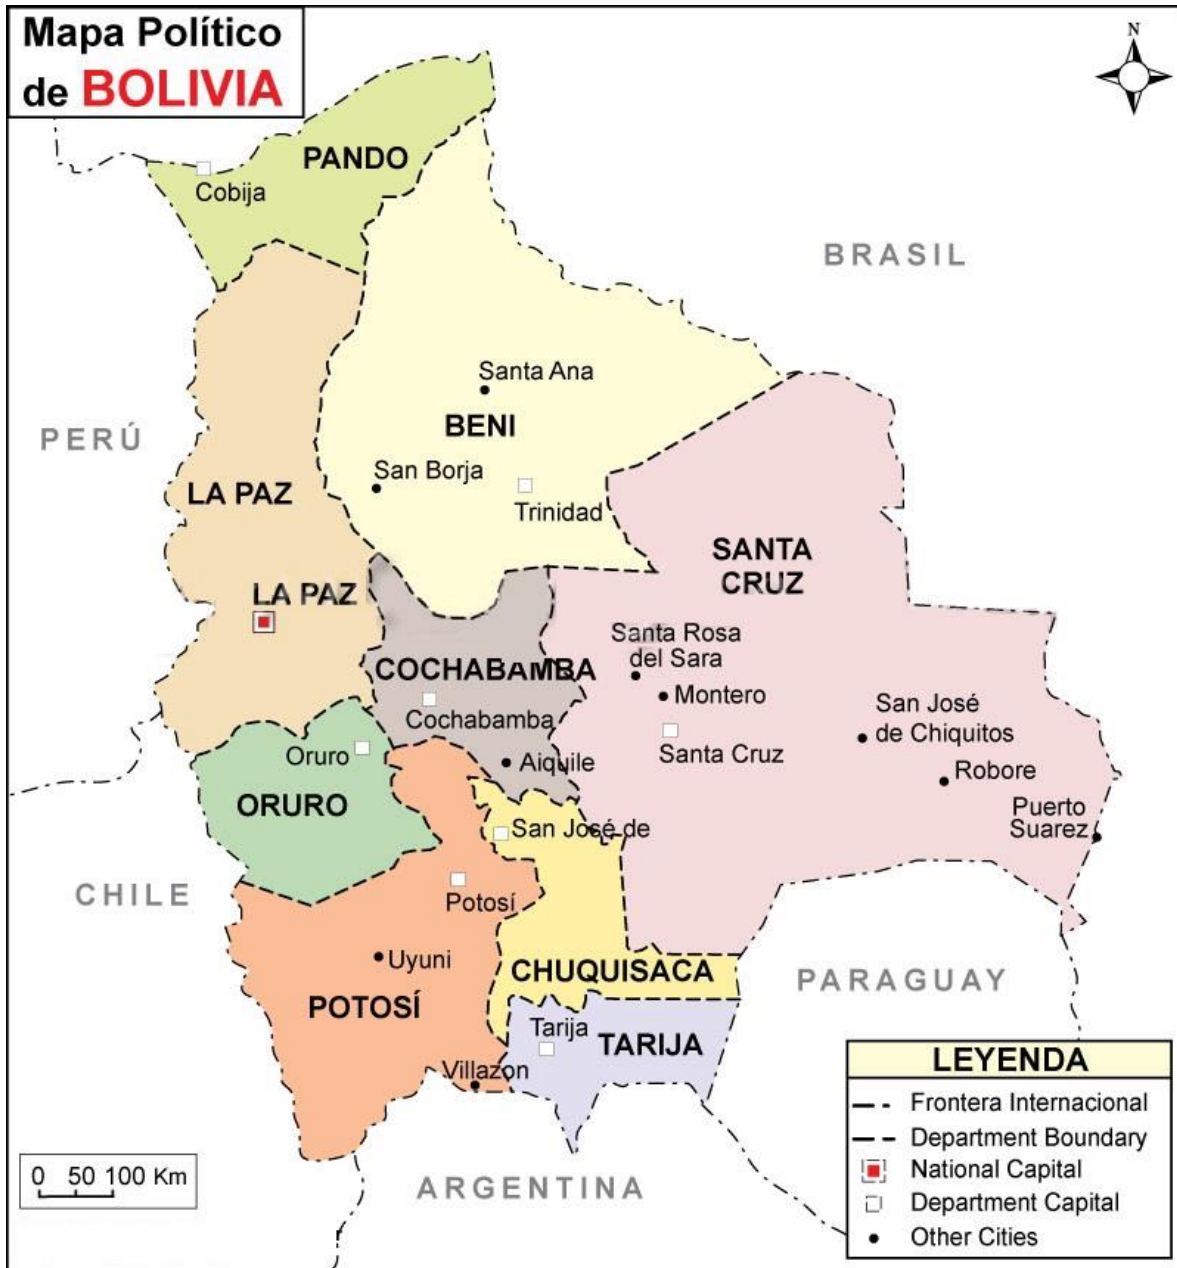 Mapa Político
de BOLIVIA
N
PANDO
Cobija
BRASIL
Santa Ana
BENI
PERÚ
San Borja
LA PAZ
Trinidad
SANTA
CRUZ
LA PAZ
Santa Rosa
del Sara
COCHABAMBA
Montero
San José
de Chiquitos
Cochabamba
Oruro
Santa Cruz
Aiquile
Robore
ORURO
Puerto
Suarez
San José de
CHILE
Potosí
Uyuni
CHUQUISACA
PARAGUAY
POTOSÍ
Tarija
TARIJA
Villazon
ARGENTINA
LEYENDA
Frontera Internacional
Department Boundary
National Capital
Department Capital
Other Cities
0 50 100 Km